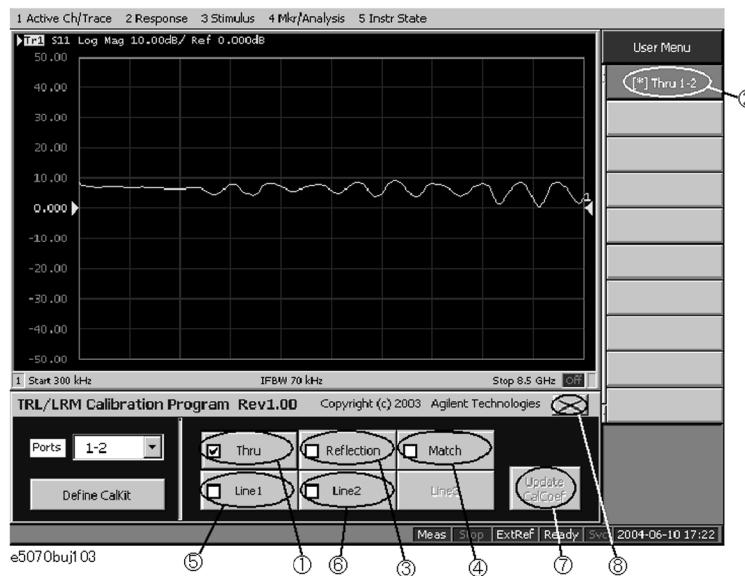 1 Active Ch/Trace 2 Response 3 Stimulus 4 Mkr/Analysis 5 Instr State
Tr1 S11 Log Mag 10.00dB/ Ref 0.000dB
User Menu
50.00
40.00
30.00
20.00
10.00
0.000
-10.00
-20.00
-30.00
-40.00
-50.00
1
[*] Thru 1-2
②
1 Start 300 kHz IFBW 70 kHz Stop 8.5 GHz Off
TRL/LRM Calibration Program Rev1.00 Copyright (c) 2003 Agilent Technologies
Ports 1-2
Thru Reflection Match
Define CalKit
Line1 Line2 Line3
Update CalCoef
Meas Stop ExtRef Ready Svc 2004-06-10 17:22
e5070buj103
⑤ ① ⑥ ③ ④ ⑦ ⑧